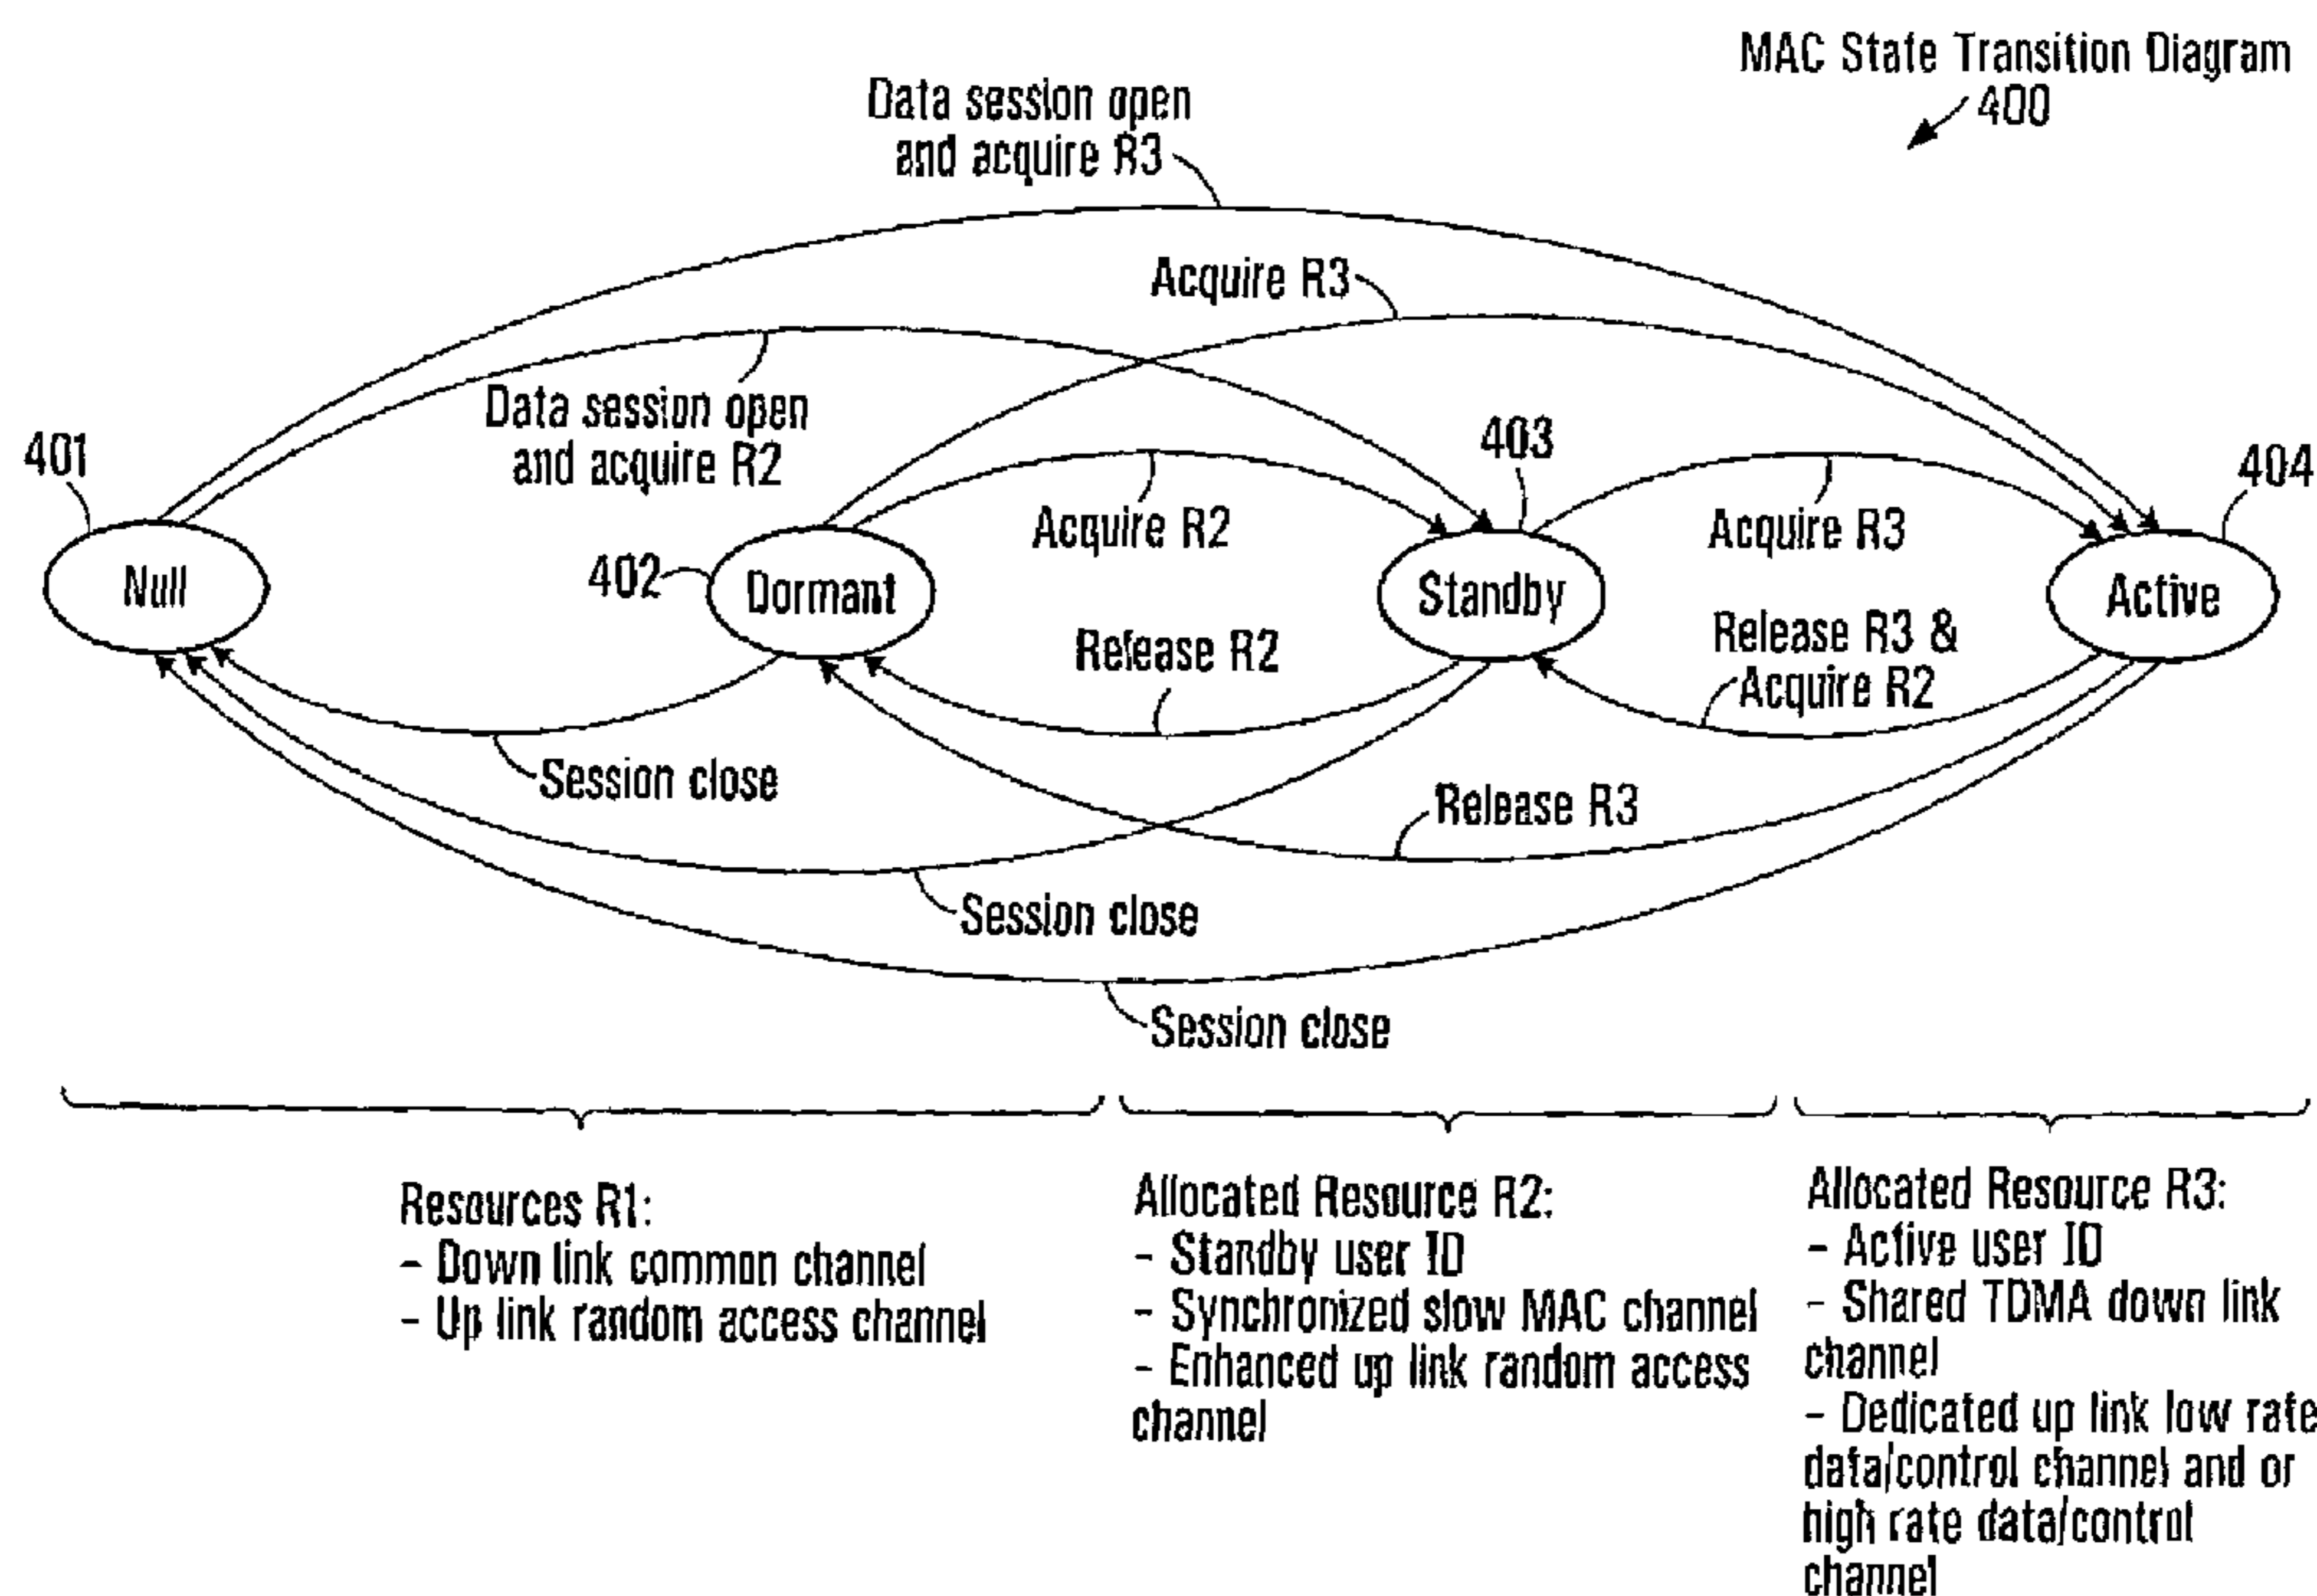 MAC State Transition Diagram
400
Data session open
and acquire R3
Acquire R3
Data session open
and acquire R2
401
403
404
Acquire R2
Acquire R3
402
Null
Dormant
Standby
Active
Release R2
Release R3 &
Acquire R2
Session close
Release R3
Session close
Session close
Resources R1:
- Down link common channel
- Up link random access channel
Allocated Resource R2:
- Standby user ID
- Synchronized slow MAC channel
- Enhanced up link random access
channel
Allocated Resource R3:
- Active user ID
- Shared TDMA down link
channel
- Dedicated up link low rate
data/control channel and or
high rate data/control
channel